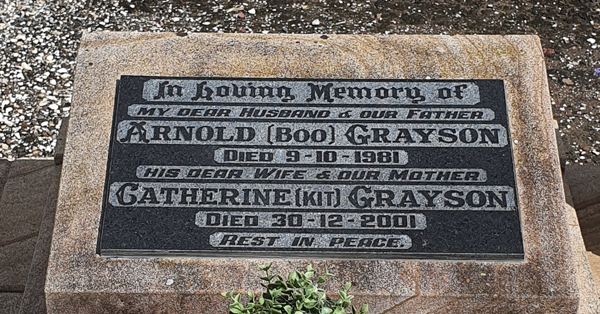 In Loving Memory of
MY DEAR HUSBAND & OUR FATHER
ARNOLD (BOO) GRAYSON
DIED 9-10-1981
HIS DEAR WIFE & OUR MOTHER
CATHERINE (KIT) GRAYSON
DIED 30-12-2001
REST IN PEACE.